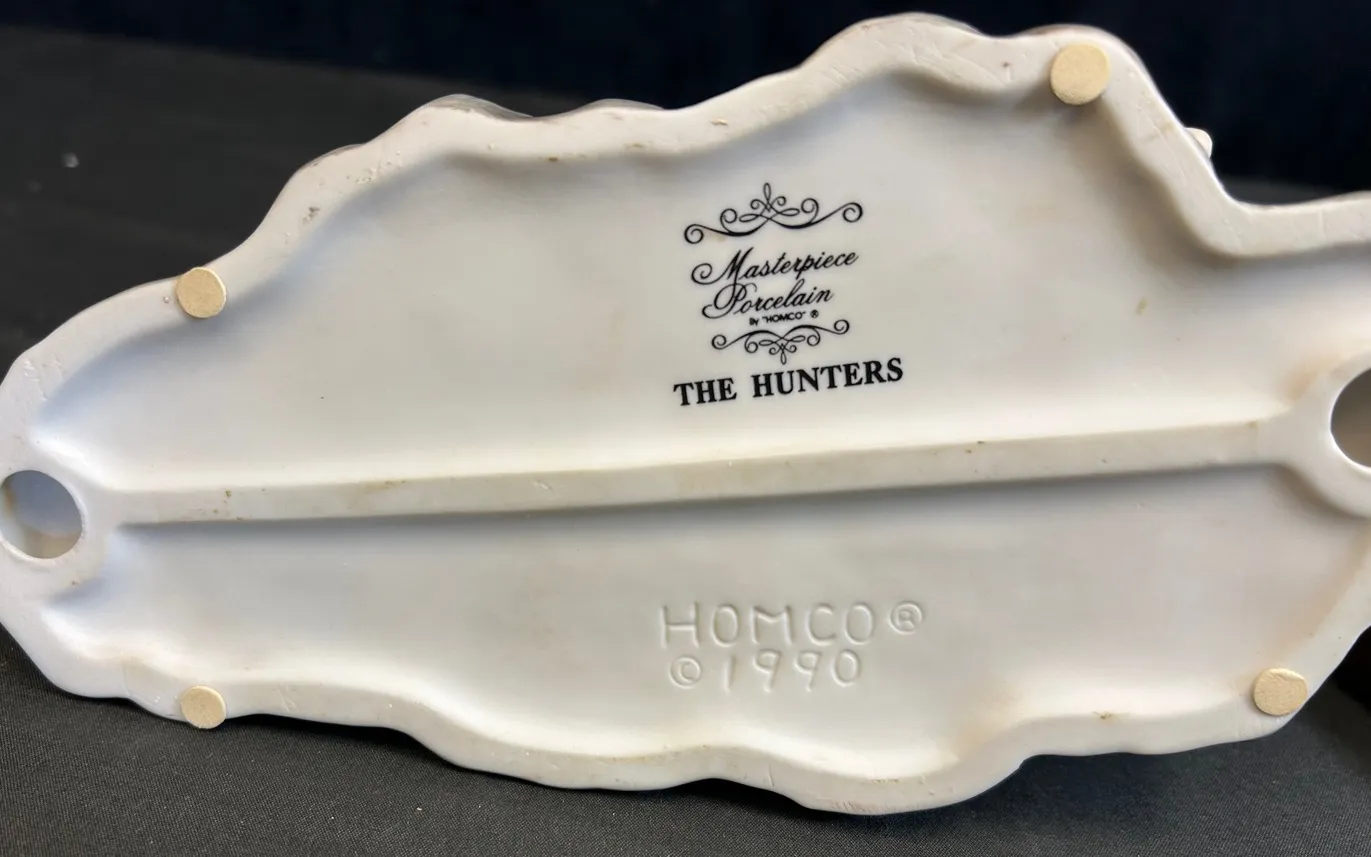 Masterpiece
Porcelain
BY "HOMCO" ®
THE HUNTERS
HOMCO®
©1990